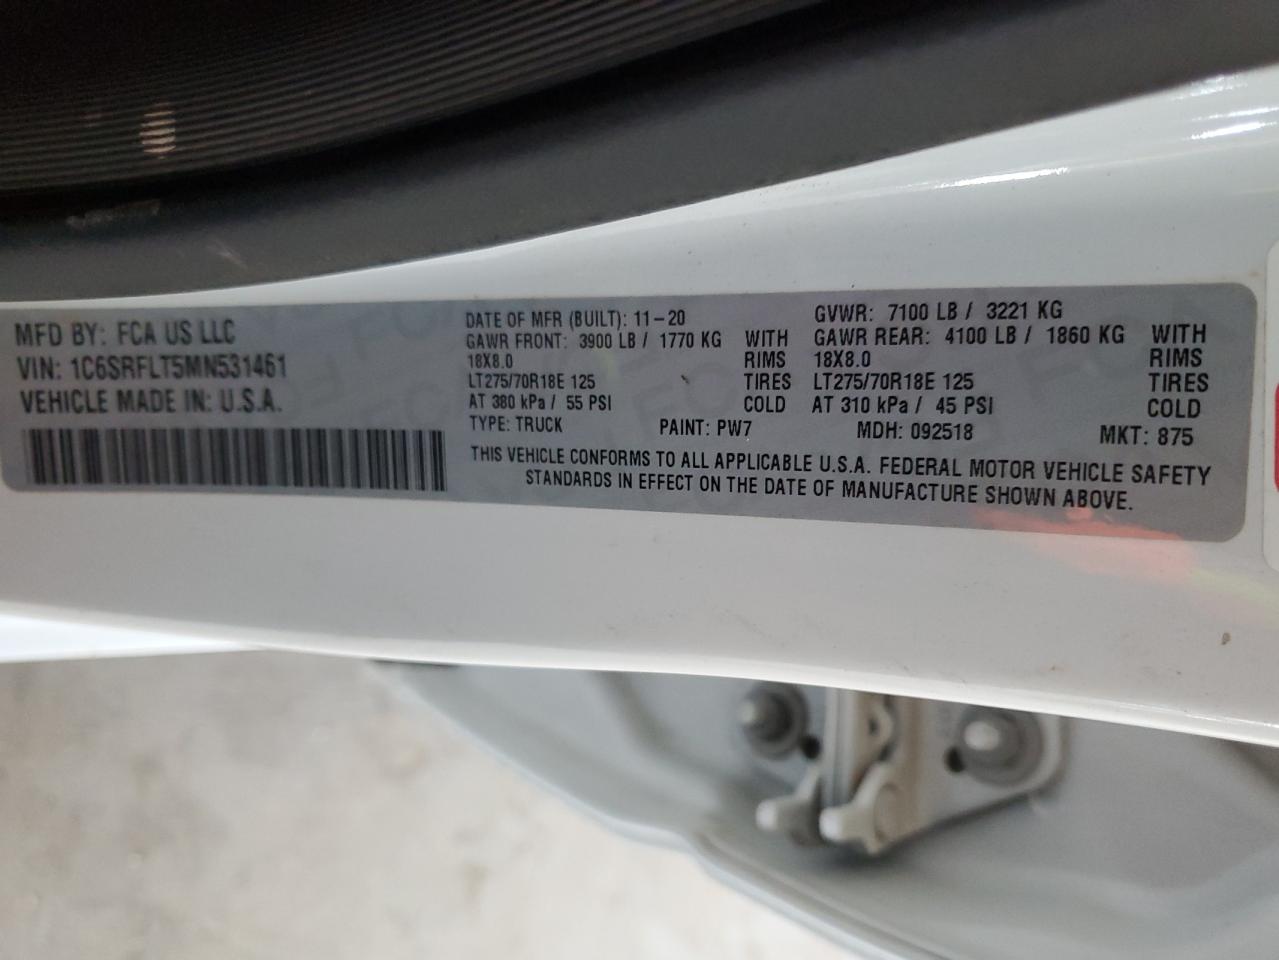 MFD BY: FCA US LLC
VIN: 1C6SRFLT5MN531461
VEHICLE MADE IN: U.S.A.
DATE OF MFR (BUILT): 11-20 GVWR: 7100 LB / 3221 KG
GAWR FRONT: 3900 LB / 1770 KG WITH GAWR REAR: 4100 LB / 1860 KG WITH
18X8.0 RIMS 18X8.0 RIMS
LT275/70R18E 125 TIRES LT275/70R18E 125 TIRES
AT 380 kPa / 55 PSI COLD AT 310 kPa / 45 PSI COLD
TYPE: TRUCK PAINT: PW7 MDH: 092518 MKT: 875
THIS VEHICLE CONFORMS TO ALL APPLICABLE U.S.A. FEDERAL MOTOR VEHICLE SAFETY
STANDARDS IN EFFECT ON THE DATE OF MANUFACTURE SHOWN ABOVE.